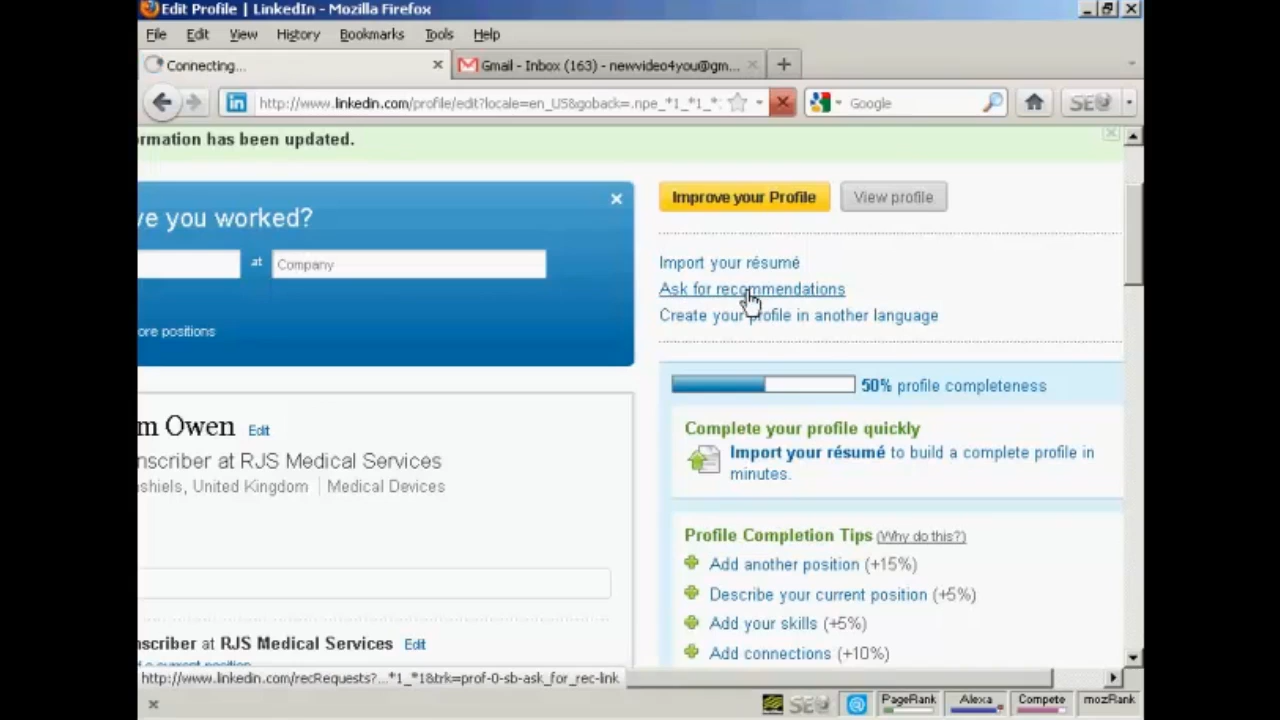 Edit Profile | LinkedIn - Mozilla Firefox
File Edit View History Bookmarks Tools Help
Connecting...
Gmail - Inbox (163) - newvideo4you@gm...
http://www.linkedin.com/profile/edit?locale=en_US&goback=.npe_*1_*1_*:
Google
SEO
rmation has been updated.
Improve your Profile
View profile
ve you worked?
at
Company
Import your résumé
Ask for recommendations
Create your profile in another language
ore positions
50% profile completeness
m Owen Edit
Complete your profile quickly
Import your résumé to build a complete profile in
minutes.
nscriber at RJS Medical Services
shiels, United Kingdom | Medical Devices
Profile Completion Tips (Why do this?)
Add another position (+15%)
Describe your current position (+5%)
Add your skills (+5%)
Add connections (+10%)
nscriber at RJS Medical Services Edit
d a current position
http://www.linkedin.com/recRequests?...*1_*1&trk=prof-0-sb-ask_for_rec-link
SEO
@
PageRank
Alexa
Compete
mozRank